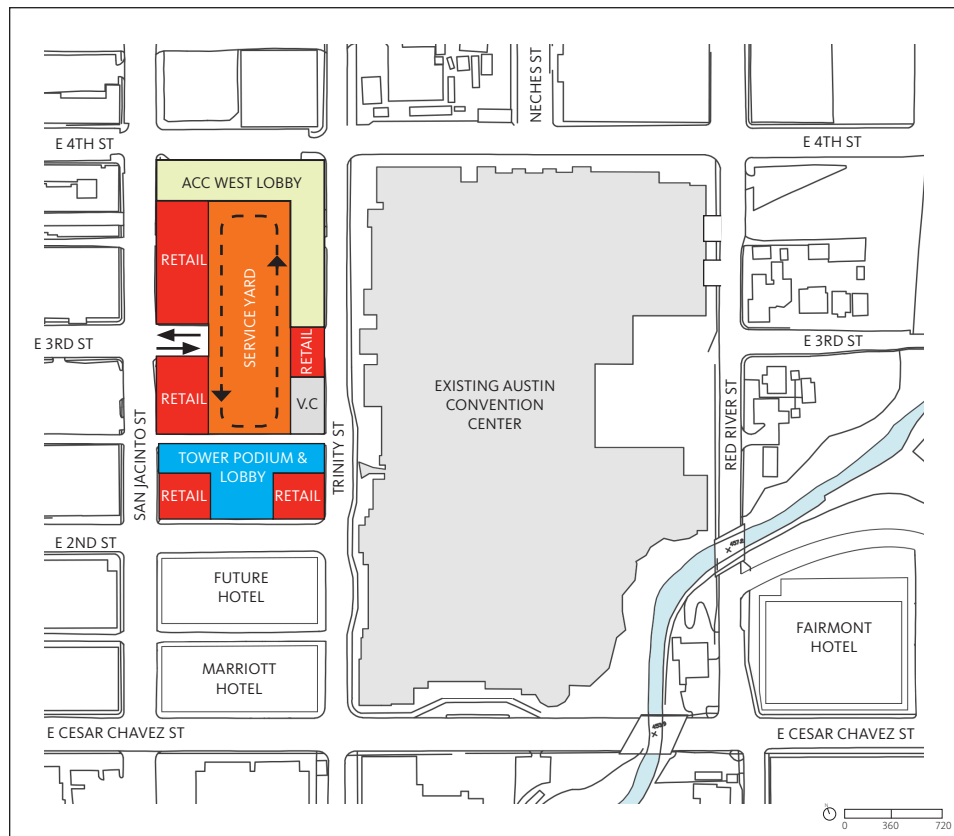 NECHES ST
E 4TH ST
E 4TH ST
ACC WEST LOBBY
RETAIL
SERVICE YARD
E 3RD ST
E 3RD ST
RETAIL
RETAIL
V.C
EXISTING AUSTIN
CONVENTION
CENTER
SAN JACINTO ST
TRINITY ST
RED RIVER ST
TOWER PODIUM &
LOBBY
RETAIL
RETAIL
E 2ND ST
FUTURE
HOTEL
FAIRMONT
HOTEL
MARRIOTT
HOTEL
E CESAR CHAVEZ ST
E CESAR CHAVEZ ST
N
0 360 720